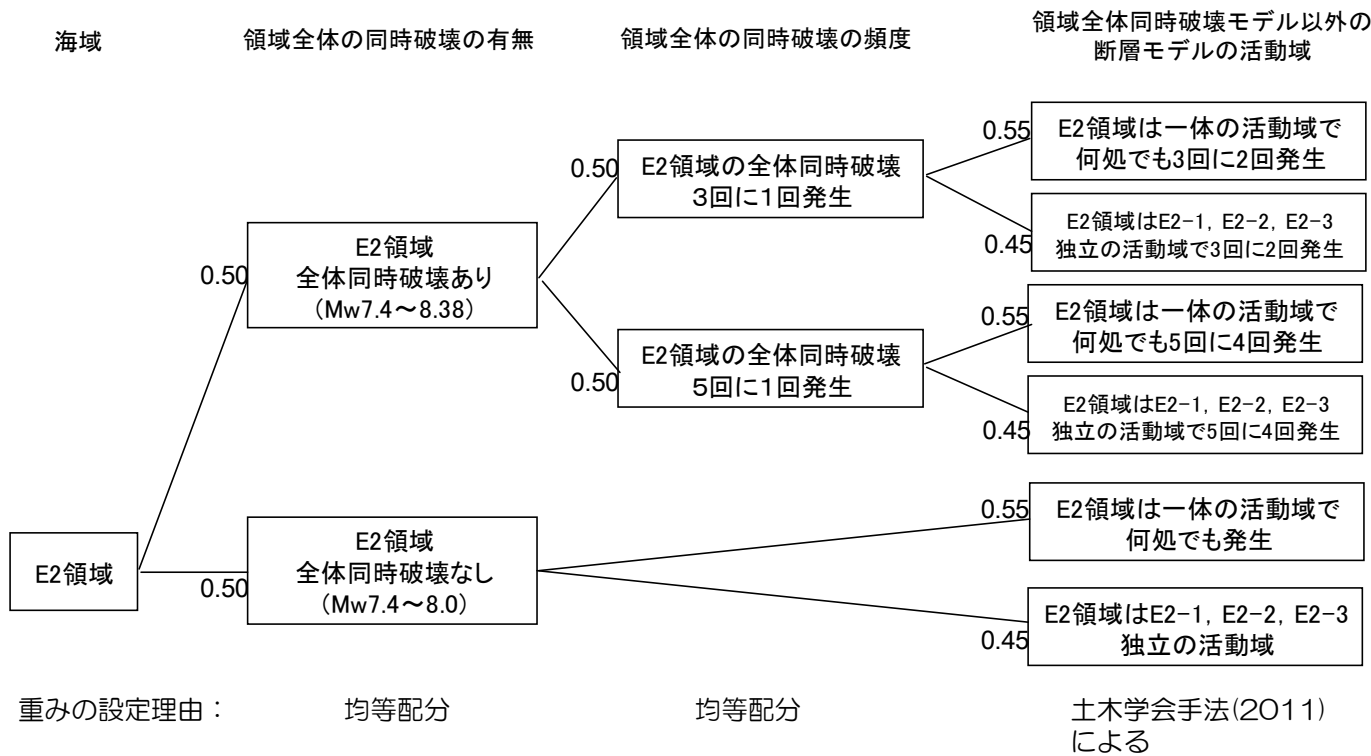 海域
領域全体の同時破壊の有無
領域全体の同時破壊の頻度
領域全体同時破壊モデル以外の
断層モデルの活動域
E2領域
0.50
E2領域
全体同時破壊あり
(Mw7.4～8.38)
0.50
E2領域の全体同時破壊
3回に1回発生
0.55
E2領域は一体の活動域で
何処でも3回に2回発生
0.45
E2領域はE2-1, E2-2, E2-3
独立の活動域で3回に2回発生
0.50
E2領域の全体同時破壊
5回に1回発生
0.55
E2領域は一体の活動域で
何処でも5回に4回発生
0.45
E2領域はE2-1, E2-2, E2-3
独立の活動域で5回に4回発生
0.50
E2領域
全体同時破壊なし
(Mw7.4～8.0)
0.55
E2領域は一体の活動域で
何処でも発生
0.45
E2領域はE2-1, E2-2, E2-3
独立の活動域
重みの設定理由：
均等配分
均等配分
土木学会手法(2011)
による